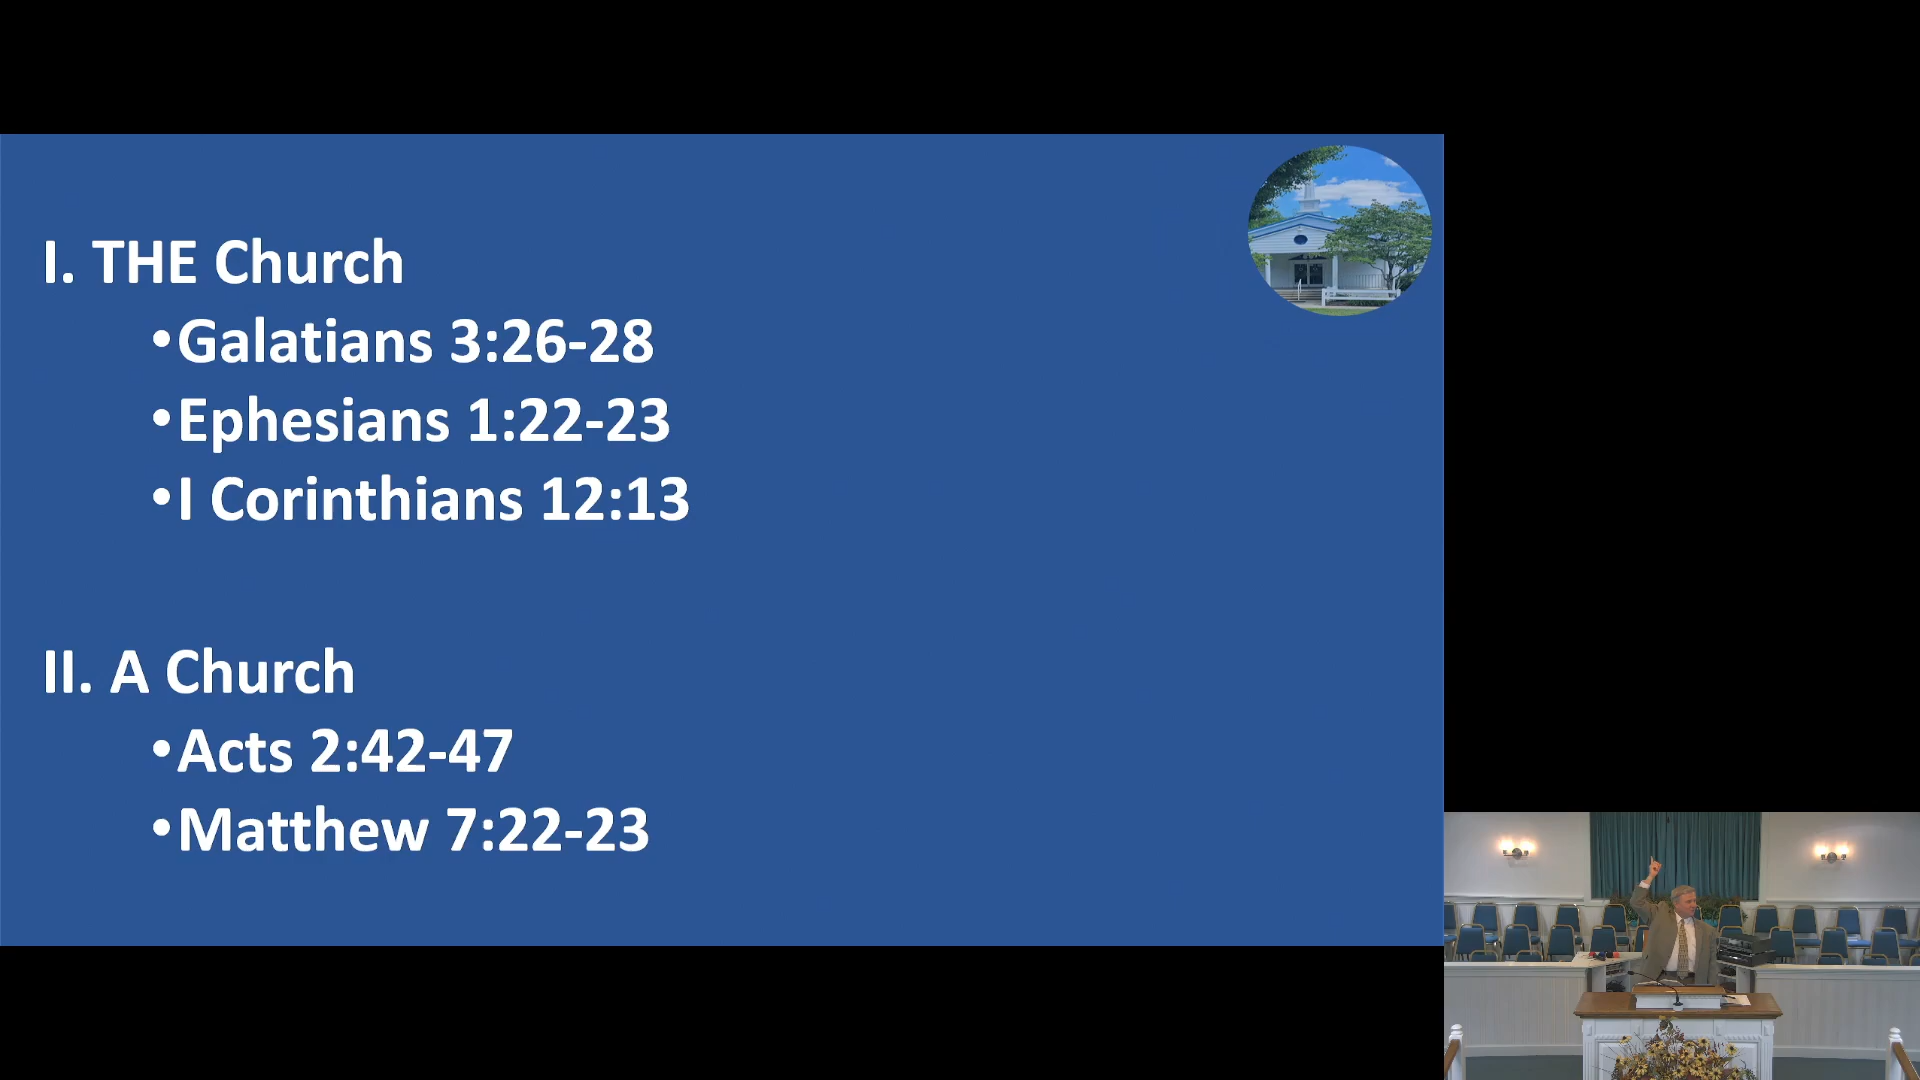 I. THE Church
•Galatians 3:26-28
•Ephesians 1:22-23
•I Corinthians 12:13
II. A Church
•Acts 2:42-47
•Matthew 7:22-23